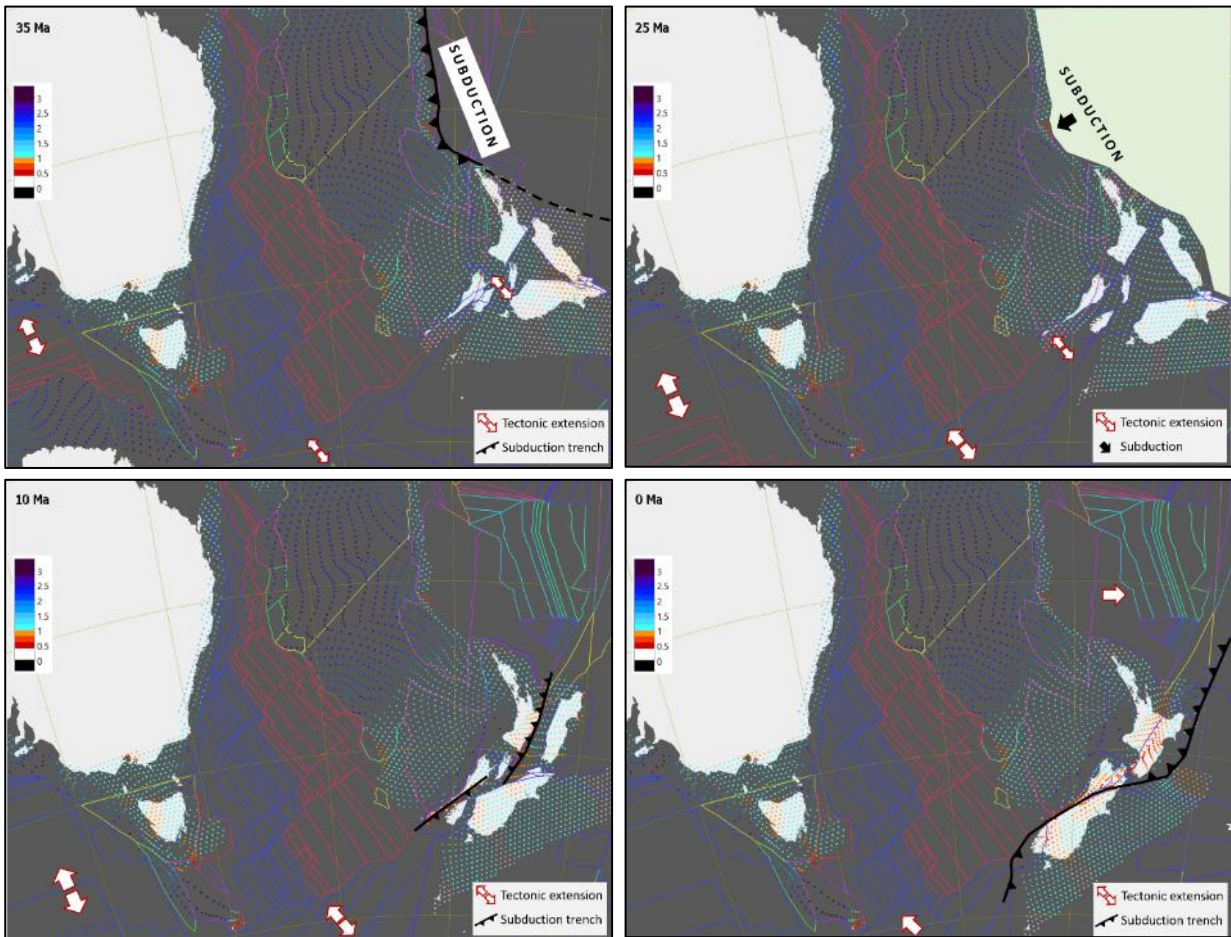 35 Ma
3
2.5
2
1.5
1
0.5
0
SUBDUCTION
Tectonic extension
Subduction trench
25 Ma
3
2.5
2
1.5
1
0.5
0
SUBDUCTION
Tectonic extension
Subduction
10 Ma
3
2.5
2
1.5
1
0.5
0
Tectonic extension
Subduction trench
0 Ma
3
2.5
2
1.5
1
0.5
0
Tectonic extension
Subduction trench